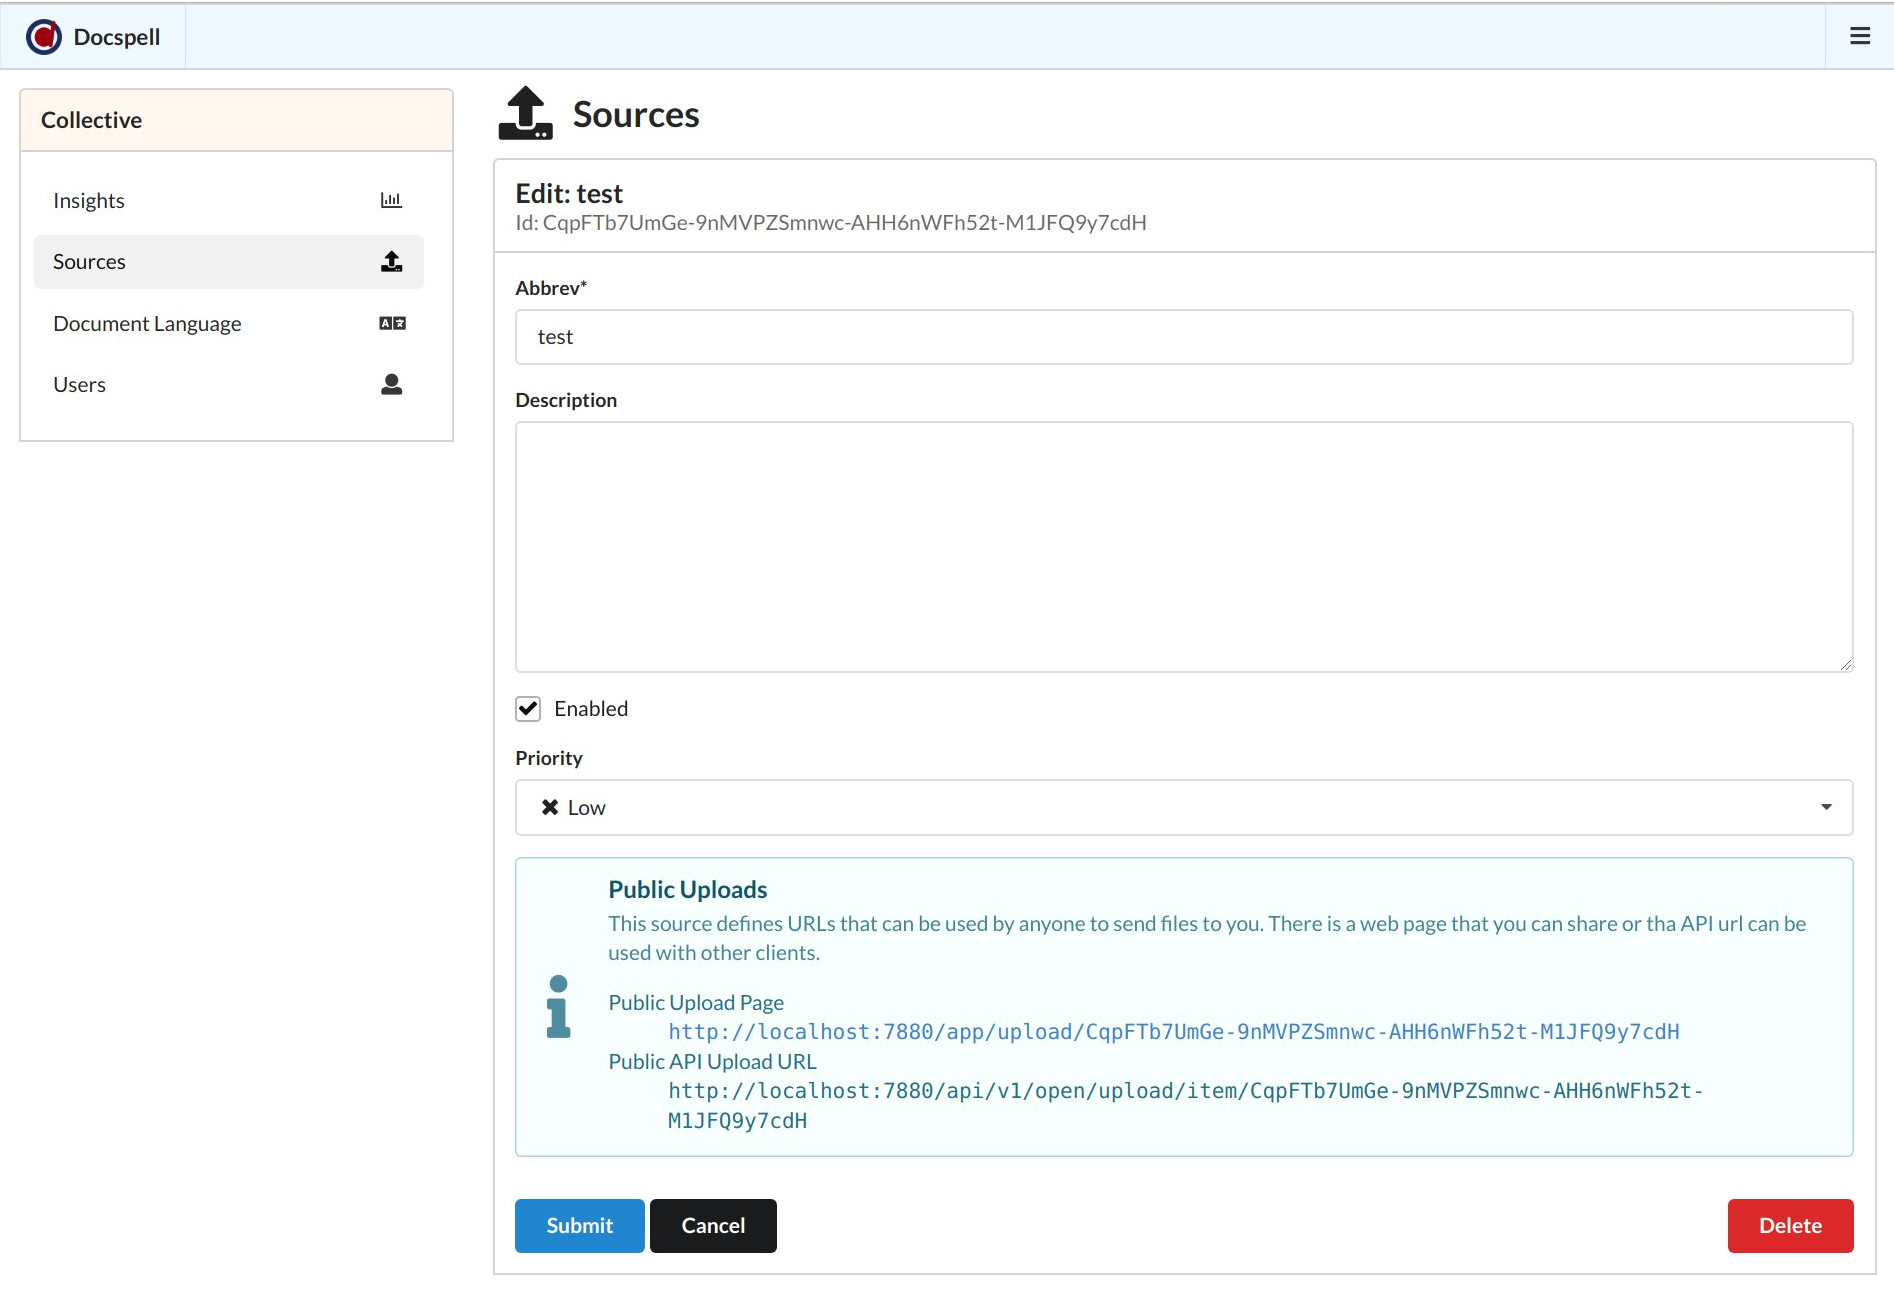 Docspell
Collective
Insights
Sources
Document Language
Users
Sources
Edit: test
Id: CqpFTb7UmGe-9nMVPZSmnwc-AHH6nWFh52t-M1JFQ9y7cdH
Abbrev*
test
Description
Enabled
Priority
Low
Public Uploads
This source defines URLs that can be used by anyone to send files to you. There is a web page that you can share or tha API url can be
used with other clients.
Public Upload Page
http://localhost:7880/app/upload/CqpFTb7UmGe-9nMVPZSmnwc-AHH6nWFh52t-M1JFQ9y7cdH
Public API Upload URL
http://localhost:7880/api/v1/open/upload/item/CqpFTb7UmGe-9nMVPZSmnwc-AHH6nWFh52t-
M1JFQ9y7cdH
Submit
Cancel
Delete